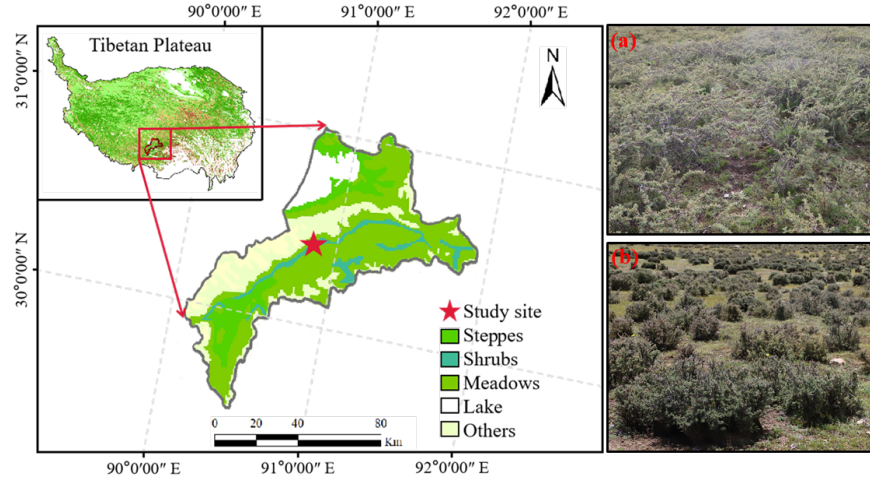 90°0′0″ E
91°0′0″ E
92°0′0″ E
31°0′0″ N
30°0′0″ N
Tibetan Plateau
N
Study site
Steppes
Shrubs
Meadows
Lake
Others
0 20 40 80
Km
90°0′0″ E
91°0′0″ E
92°0′0″ E
(a)
(b)